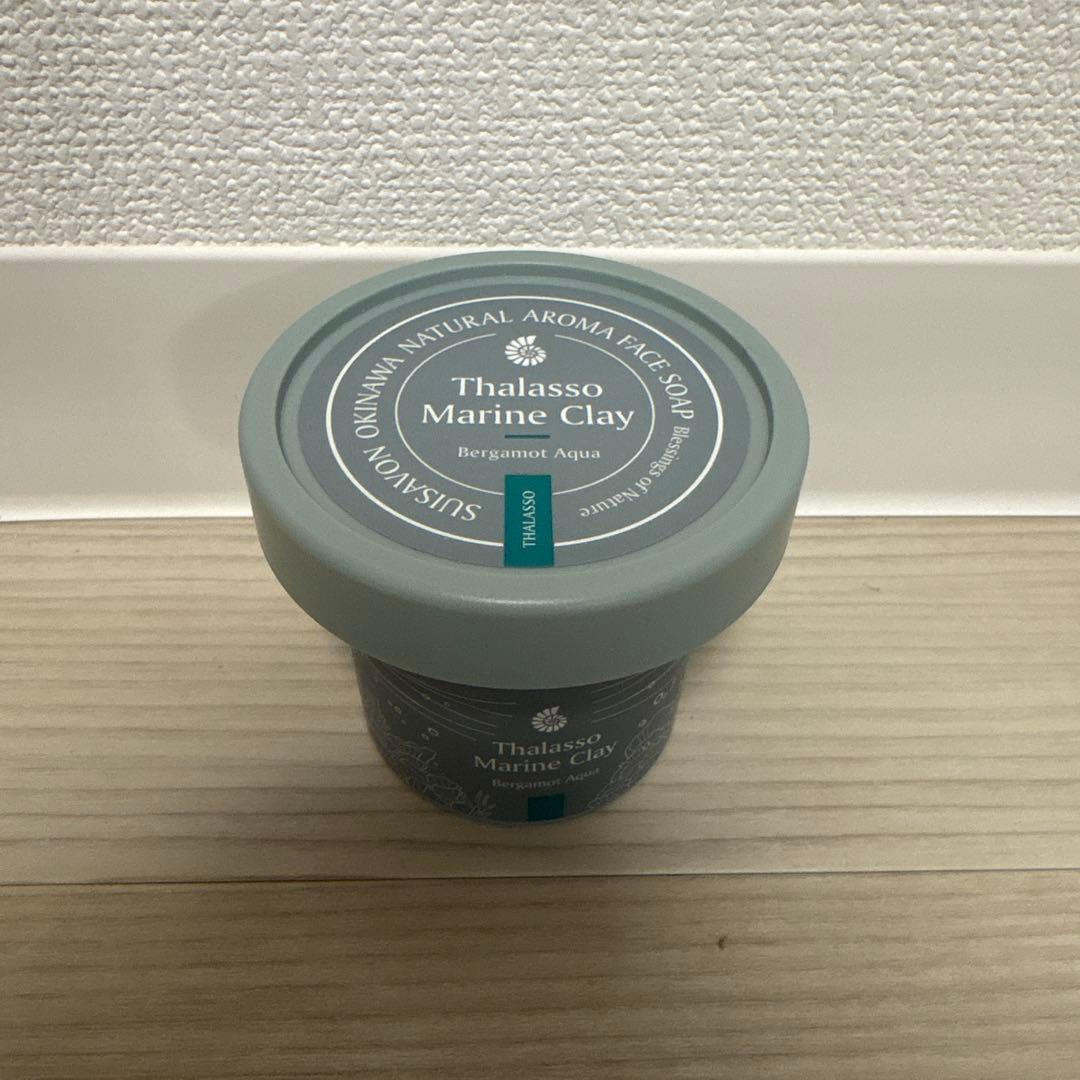 SUISAVON OKINAWA NATURAL AROMA FACE SOAP Blessings of Nature
Thalasso
Marine Clay
Bergamot Aqua
THALASSO
Thalasso
Marine Clay
Bergamot Aqua